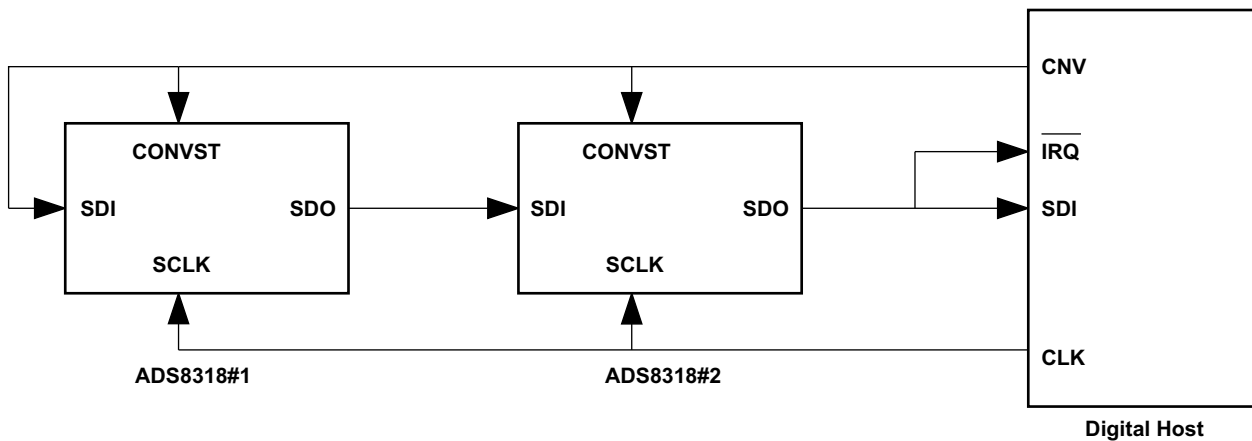 CNV
CONVST
CONVST
IRQ
SDI
SDO
SDI
SDO
SDI
SCLK
SCLK
CLK
ADS8318#1
ADS8318#2
Digital Host